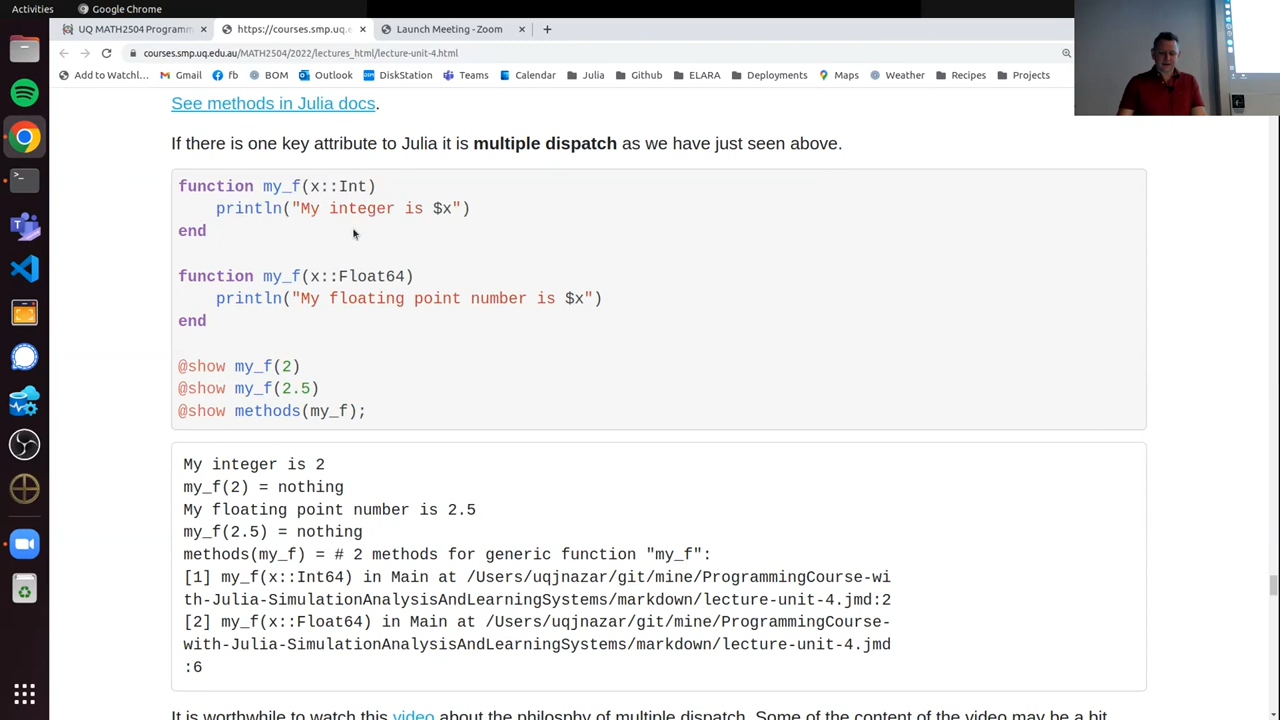 Activities
Google Chrome
UQ MATH2504 Programm
https://courses.smp.uq.e
Launch Meeting - Zoom
courses.smp.uq.edu.au/MATH2504/2022/lectures_html/lecture-unit-4.html
Add to Watchl...
Gmail
fb
BOM
Outlook
DiskStation
Teams
Calendar
Julia
Github
ELARA
Deployments
Maps
Weather
Recipes
Projects
See methods in Julia docs.
If there is one key attribute to Julia it is multiple dispatch as we have just seen above.
function my_f(x::Int)
    println("My integer is $x")
end
function my_f(x::Float64)
    println("My floating point number is $x")
end
@show my_f(2)
@show my_f(2.5)
@show methods(my_f);
My integer is 2
my_f(2) = nothing
My floating point number is 2.5
my_f(2.5) = nothing
methods(my_f) = # 2 methods for generic function "my_f":
[1] my_f(x::Int64) in Main at /Users/uqjnazar/git/mine/ProgrammingCourse-wi
th-Julia-SimulationAnalysisAndLearningSystems/markdown/lecture-unit-4.jmd:2
[2] my_f(x::Float64) in Main at /Users/uqjnazar/git/mine/ProgrammingCourse-
with-Julia-SimulationAnalysisAndLearningSystems/markdown/lecture-unit-4.jmd
:6
It is worthwhile to watch this video about the philosphy of multiple dispatch. Some of the content of the video may be a bit